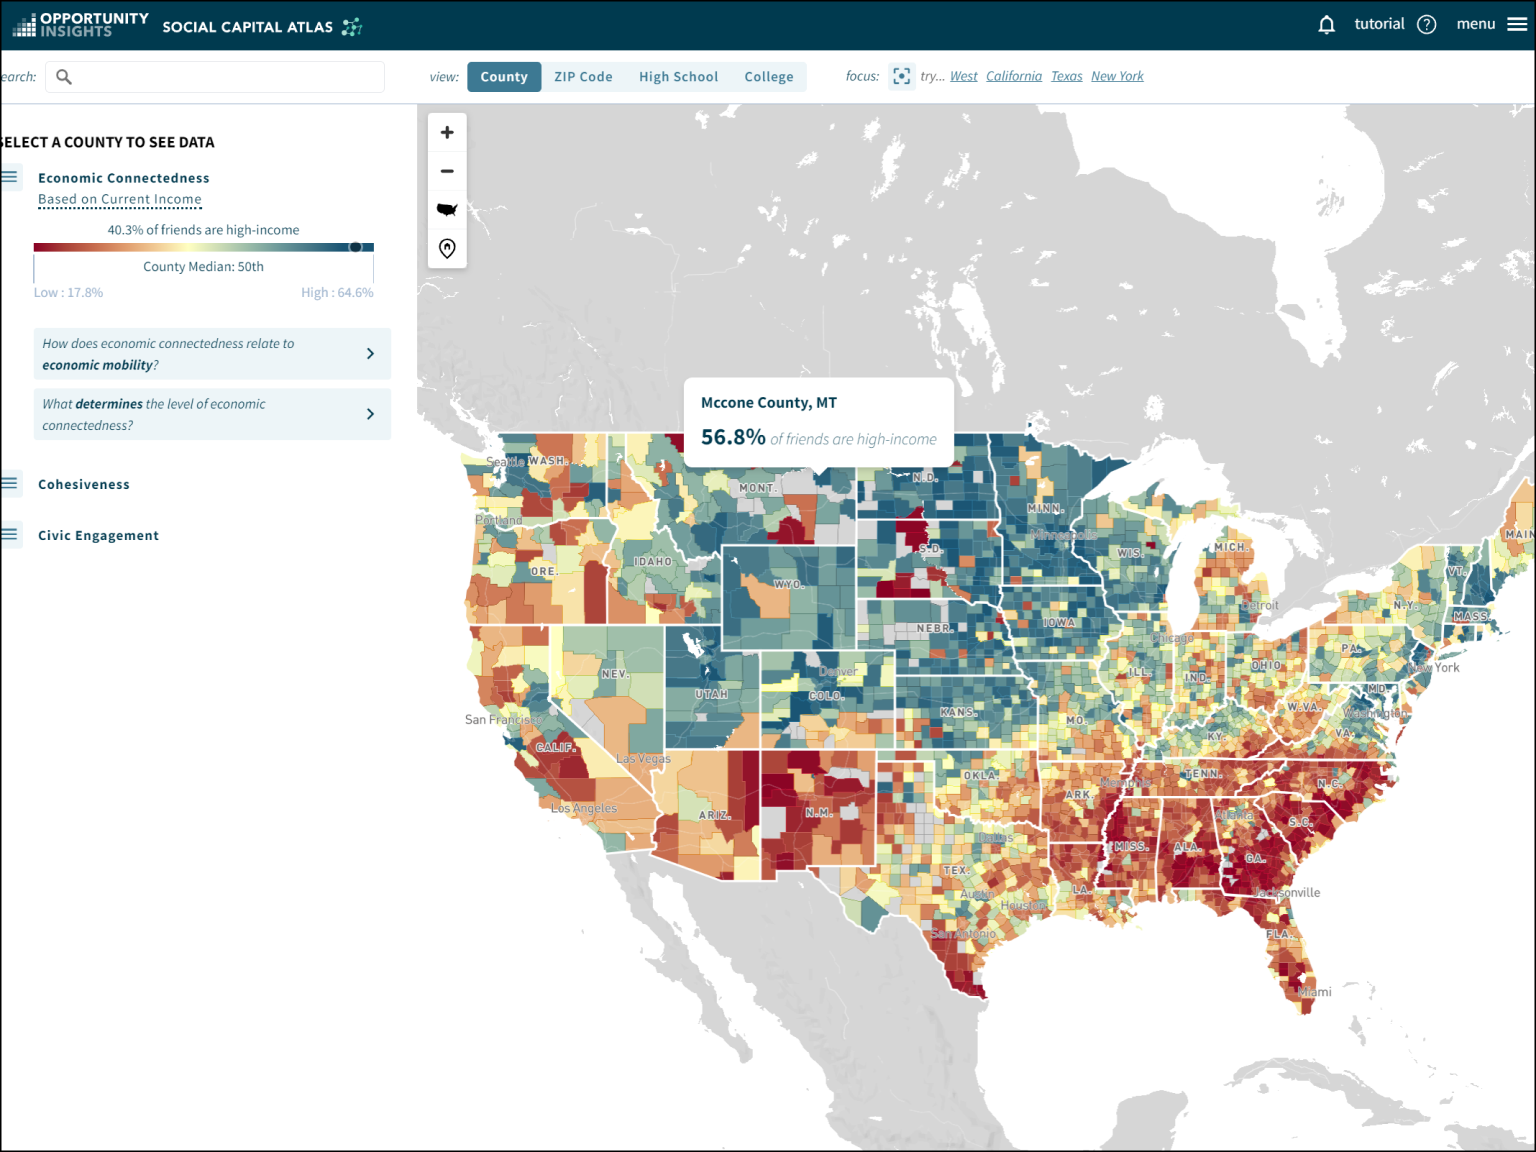 OPPORTUNITY
INSIGHTS
SOCIAL CAPITAL ATLAS
tutorial ?
menu
earch:
view: County ZIP Code High School College
focus: try... West California Texas New York
SELECT A COUNTY TO SEE DATA
Economic Connectedness
Based on Current Income
40.3% of friends are high-income
County Median: 50th
Low : 17.8% High : 64.6%
How does economic connectedness relate to
economic mobility?
What determines the level of economic
connectedness?
Cohesiveness
Civic Engagement
+
−
Mccone County, MT
56.8% of friends are high-income
Seattle WASH.
MONT.
N.D.
MINN.
Portland
Minneapolis
MAIN
ORE.
IDAHO
WYO.
S.D.
WIS.
MICH.
VT.
N.Y.
MASS.
Detroit
NEBR.
IOWA
Chicago
PA.
New York
NEV.
UTAH
Denver
COLO.
ILL.
IND.
OHIO
MD.
San Francisco
KANS.
MO.
W.VA.
Washington
CALIF.
KY.
VA.
Las Vegas
OKLA.
TENN.
Memphis
N.C.
Los Angeles
ARIZ.
N.M.
ARK.
Atlanta
S.C.
Dallas
MISS.
ALA.
GA.
TEX.
Austin
LA.
Jacksonville
Houston
San Antonio
FLA.
Miami